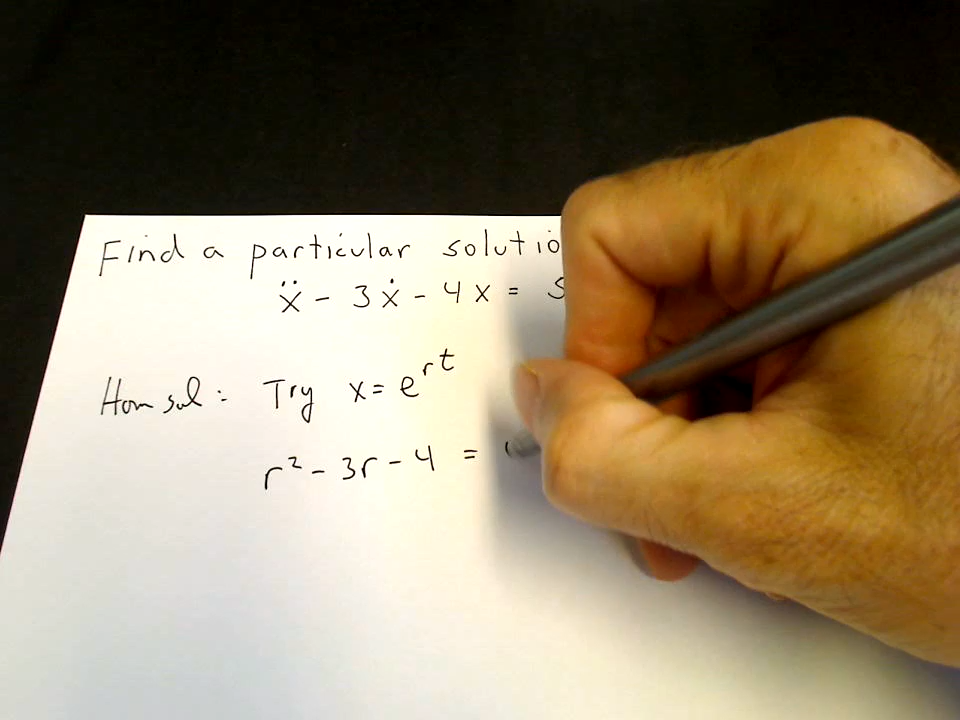 Find a particular
ẍ - 3ẋ - 4x =
Hom sol: Try x = e^{rt}
r² - 3r - 4 =